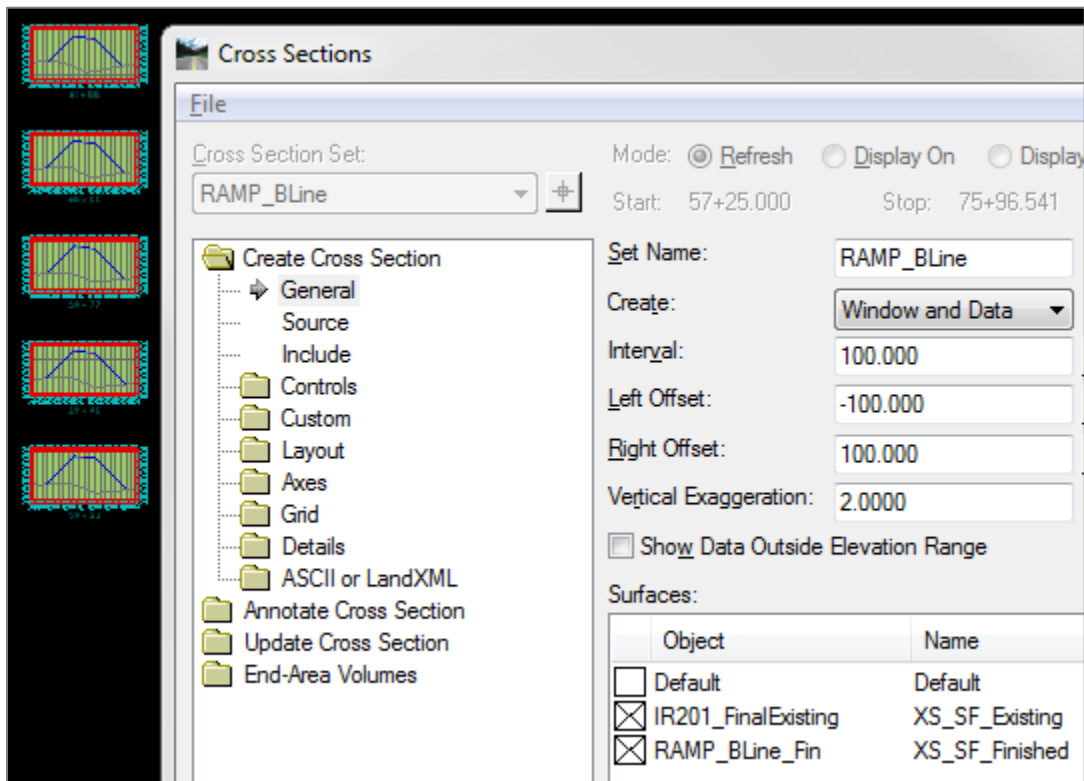 Cross Sections
File
Cross Section Set:
RAMP_BLine
Mode: Refresh Display On Display
Start: 57+25.000 Stop: 75+96.541
Create Cross Section
General
Source
Include
Controls
Custom
Layout
Axes
Grid
Details
ASCII or LandXML
Annotate Cross Section
Update Cross Section
End-Area Volumes
Set Name: RAMP_BLine
Create: Window and Data
Interval: 100.000
Left Offset: -100.000
Right Offset: 100.000
Vertical Exaggeration: 2.0000
Show Data Outside Elevation Range
Surfaces:
Object Name
Default Default
IR201_FinalExisting XS_SF_Existing
RAMP_BLine_Fin XS_SF_Finished